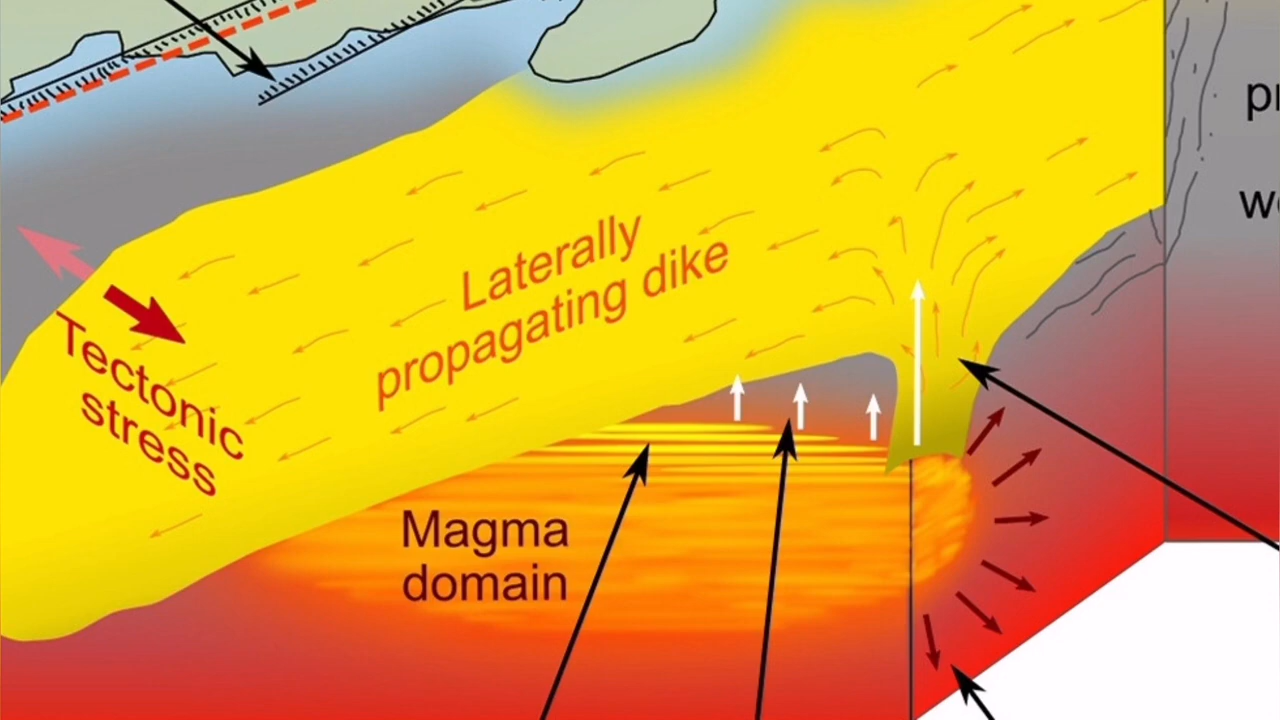 Laterally
propagating dike
Tectonic
stress
Magma
domain